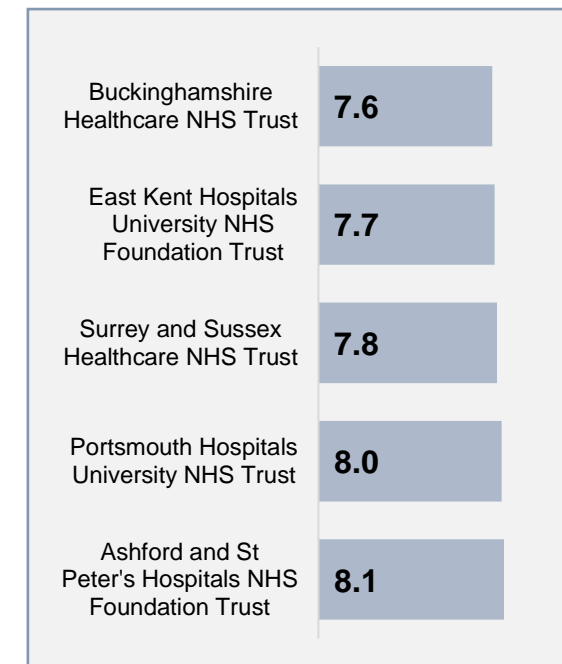 Buckinghamshire
Healthcare NHS Trust
7.6
East Kent Hospitals
University NHS
Foundation Trust
7.7
Surrey and Sussex
Healthcare NHS Trust
7.8
Portsmouth Hospitals
University NHS Trust
8.0
Ashford and St
Peter's Hospitals NHS
Foundation Trust
8.1